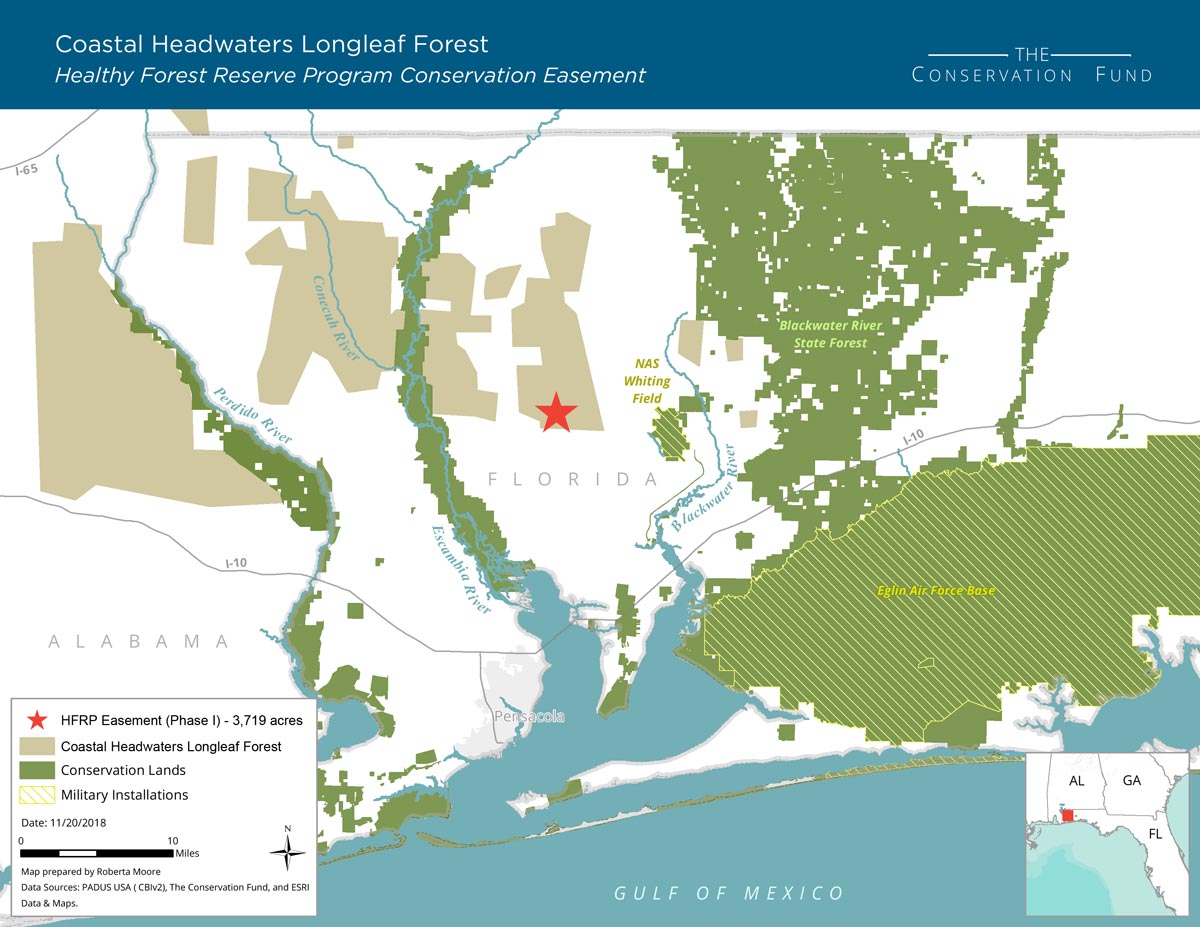 Coastal Headwaters Longleaf Forest
Healthy Forest Reserve Program Conservation Easement
THE
CONSERVATION FUND
I-65
Conecuh River
Blackwater River
State Forest
NAS
Whiting
Field
Perdido River
I-10
FLORIDA
Blackwater River
Escambia River
I-10
Eglin Air Force Base
ALABAMA
Pensacola
HFRP Easement (Phase I) - 3,719 acres
Coastal Headwaters Longleaf Forest
Conservation Lands
Military Installations
Date: 11/20/2018
N
0 10
Miles
Map prepared by Roberta Moore
Data Sources: PADUS USA ( CBIv2), The Conservation Fund, and ESRI
Data & Maps.
AL
GA
FL
GULF OF MEXICO